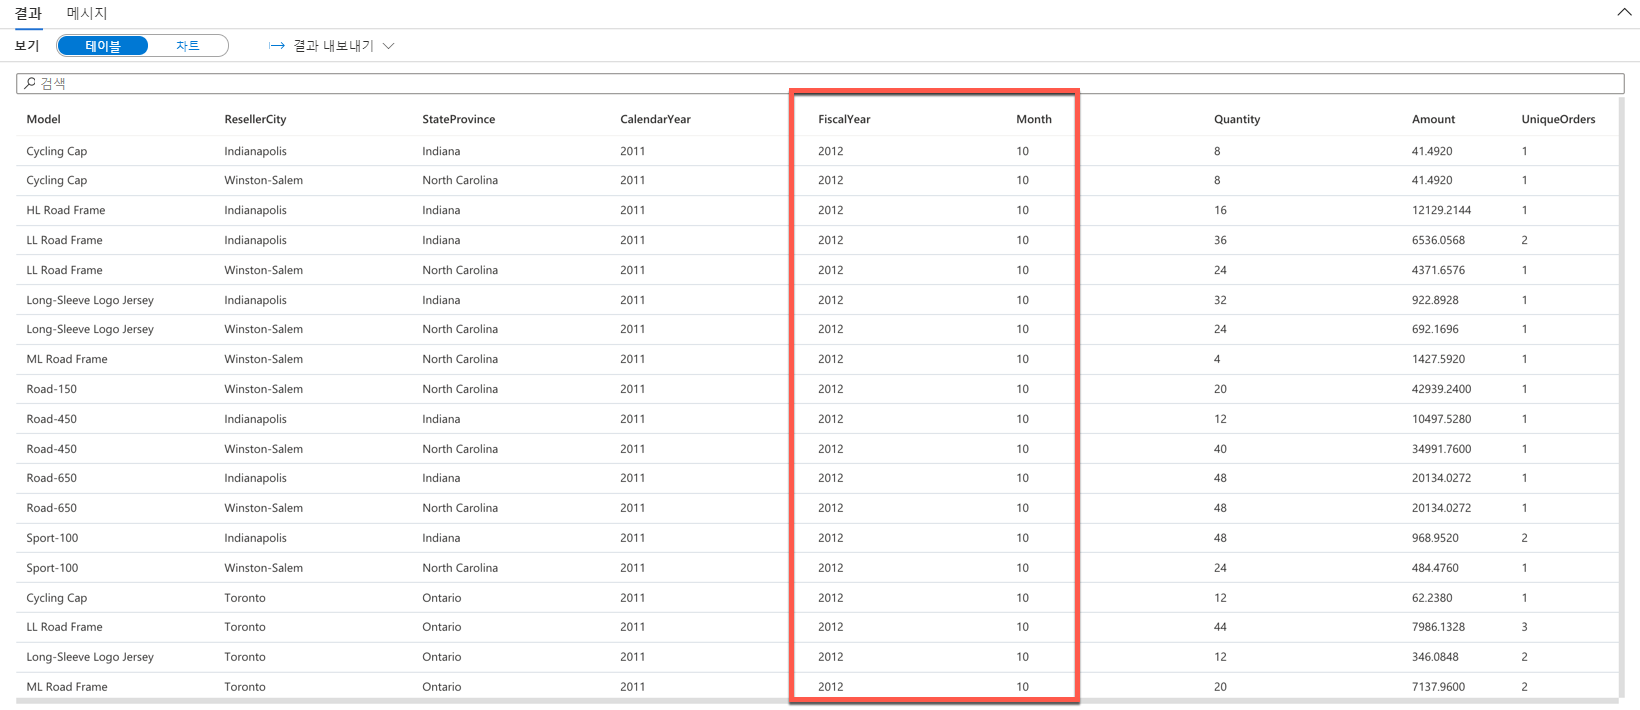 결과 메시지
보기 테이블 차트 결과 내보내기
검색
Model ResellerCity StateProvince CalendarYear FiscalYear Month Quantity Amount UniqueOrders
Cycling Cap Indianapolis Indiana 2011 2012 10 8 41.4920 1
Cycling Cap Winston-Salem North Carolina 2011 2012 10 8 41.4920 1
HL Road Frame Indianapolis Indiana 2011 2012 10 16 12129.2144 1
LL Road Frame Indianapolis Indiana 2011 2012 10 36 6536.0568 2
LL Road Frame Winston-Salem North Carolina 2011 2012 10 24 4371.6576 1
Long-Sleeve Logo Jersey Indianapolis Indiana 2011 2012 10 32 922.8928 1
Long-Sleeve Logo Jersey Winston-Salem North Carolina 2011 2012 10 24 692.1696 1
ML Road Frame Winston-Salem North Carolina 2011 2012 10 4 1427.5920 1
Road-150 Winston-Salem North Carolina 2011 2012 10 20 42939.2400 1
Road-450 Indianapolis Indiana 2011 2012 10 12 10497.5280 1
Road-450 Winston-Salem North Carolina 2011 2012 10 40 34991.7600 1
Road-650 Indianapolis Indiana 2011 2012 10 48 20134.0272 1
Road-650 Winston-Salem North Carolina 2011 2012 10 48 20134.0272 1
Sport-100 Indianapolis Indiana 2011 2012 10 48 968.9520 2
Sport-100 Winston-Salem North Carolina 2011 2012 10 24 484.4760 1
Cycling Cap Toronto Ontario 2011 2012 10 12 62.2380 1
LL Road Frame Toronto Ontario 2011 2012 10 44 7986.1328 3
Long-Sleeve Logo Jersey Toronto Ontario 2011 2012 10 12 346.0848 2
ML Road Frame Toronto Ontario 2011 2012 10 20 7137.9600 2